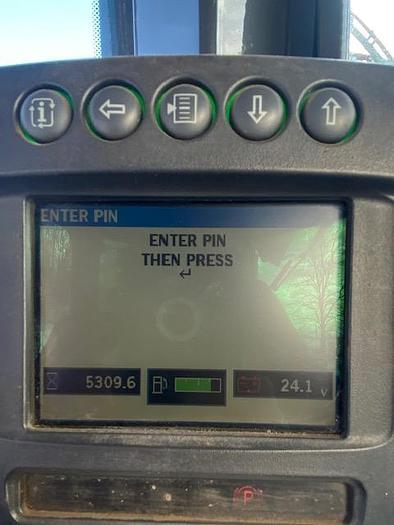 ENTER PIN
ENTER PIN
THEN PRESS
↵
5309.6
24.1 v
P